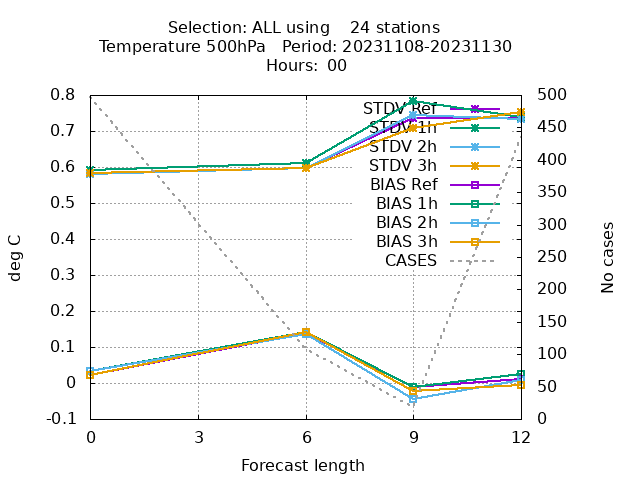 Selection: ALL using    24 stations
Temperature 500hPa   Period: 20231108-20231130
Hours: 00
STDV Ref
STDV 1h
STDV 2h
STDV 3h
BIAS Ref
BIAS 1h
BIAS 2h
BIAS 3h
CASES
deg C
0.8
0.7
0.6
0.5
0.4
0.3
0.2
0.1
0
-0.1
500
450
400
350
300
250
200
150
100
50
0
No cases
0 3 6 9 12
Forecast length